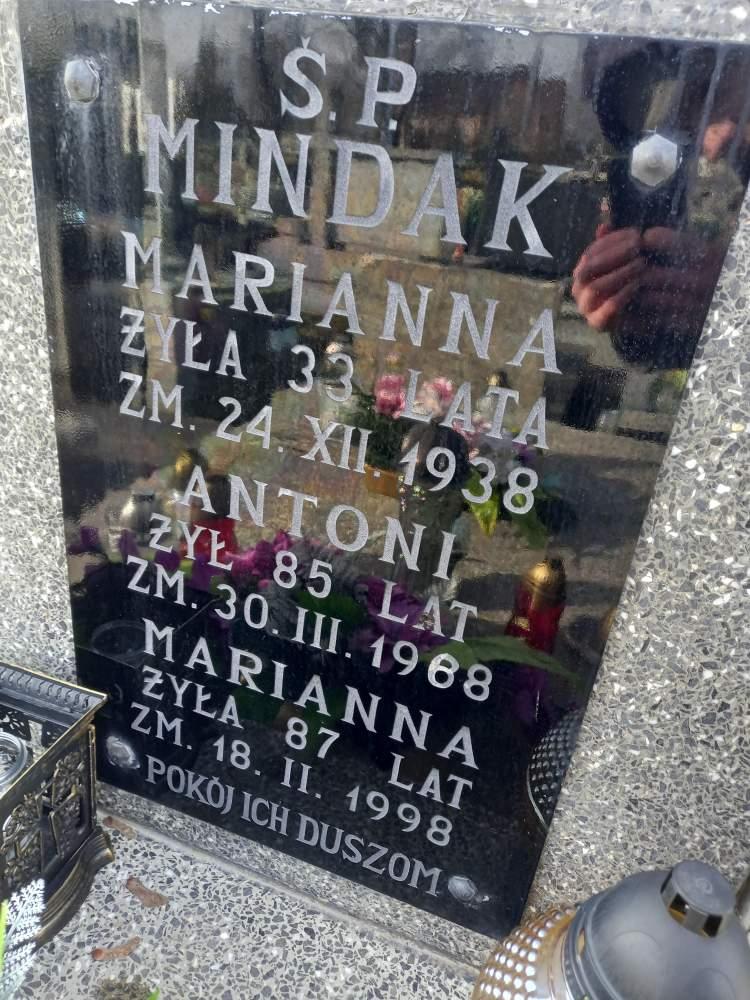 Ś.P.
MINDAK
MARIANNA
ŻYŁA 33 LATA
ZM. 24. XII. 1938
ANTONI
ŻYŁ 85 LAT
ZM. 30. III. 1968
MARIANNA
ŻYŁA 87 LAT
ZM. 18. II. 1998
POKÓJ ICH DUSZOM